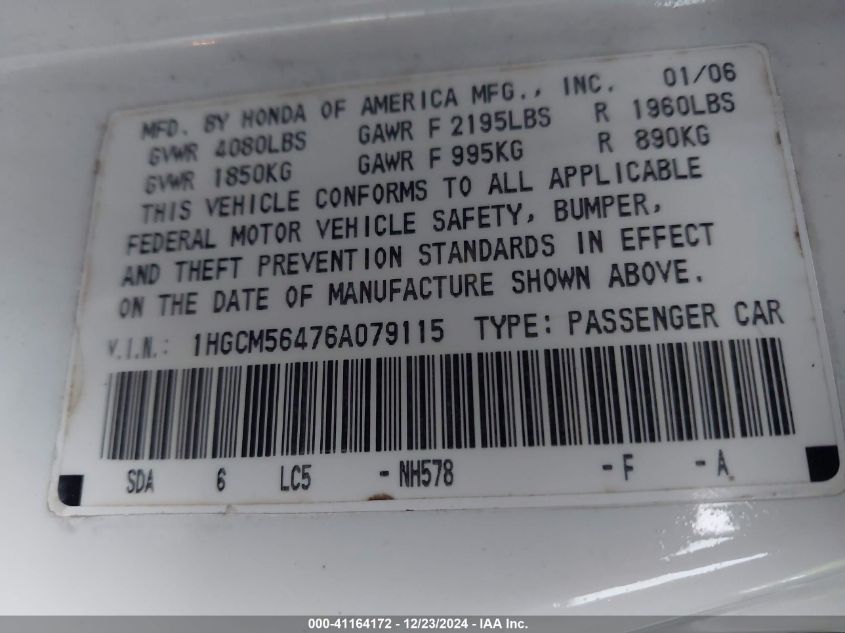 MFD. BY HONDA OF AMERICA MFG., INC. 01/06
GVWR 4080LBS GAWR F 2195LBS R 1960LBS
GVWR 1850KG GAWR F 995KG R 890KG
THIS VEHICLE CONFORMS TO ALL APPLICABLE
FEDERAL MOTOR VEHICLE SAFETY, BUMPER,
AND THEFT PREVENTION STANDARDS IN EFFECT
ON THE DATE OF MANUFACTURE SHOWN ABOVE.
V.I.N.: 1HGCM56476A079115 TYPE: PASSENGER CAR
SDA 6 LC5 -NH578 -F -A
000-41164172 - 12/23/2024 - IAA Inc.